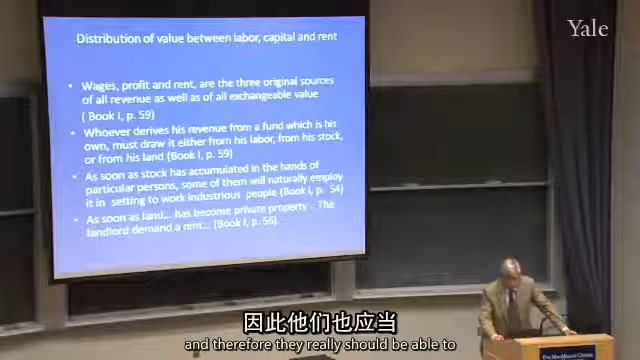 Yale
Distribution of value between labor, capital and rent
• Wages, profit and rent, are the three original sources
of all revenue as well as of all exchangeable value
( Book I, p. 59)
• Whoever derives his revenue from a fund which is his
own, must draw it either from his labor, from his stock,
or from his land (Book I, p. 59)
• As soon as stock has accumulated in the hands of
particular persons, some of them will naturally employ
it in setting to work industrious people (Book I, p. 54)
• As soon as land... has become private property .. The
landlord demand a rent... (Book I, p. 56).
THE MACMILLAN CENTER
因此他们也应当
and therefore they really should be able to